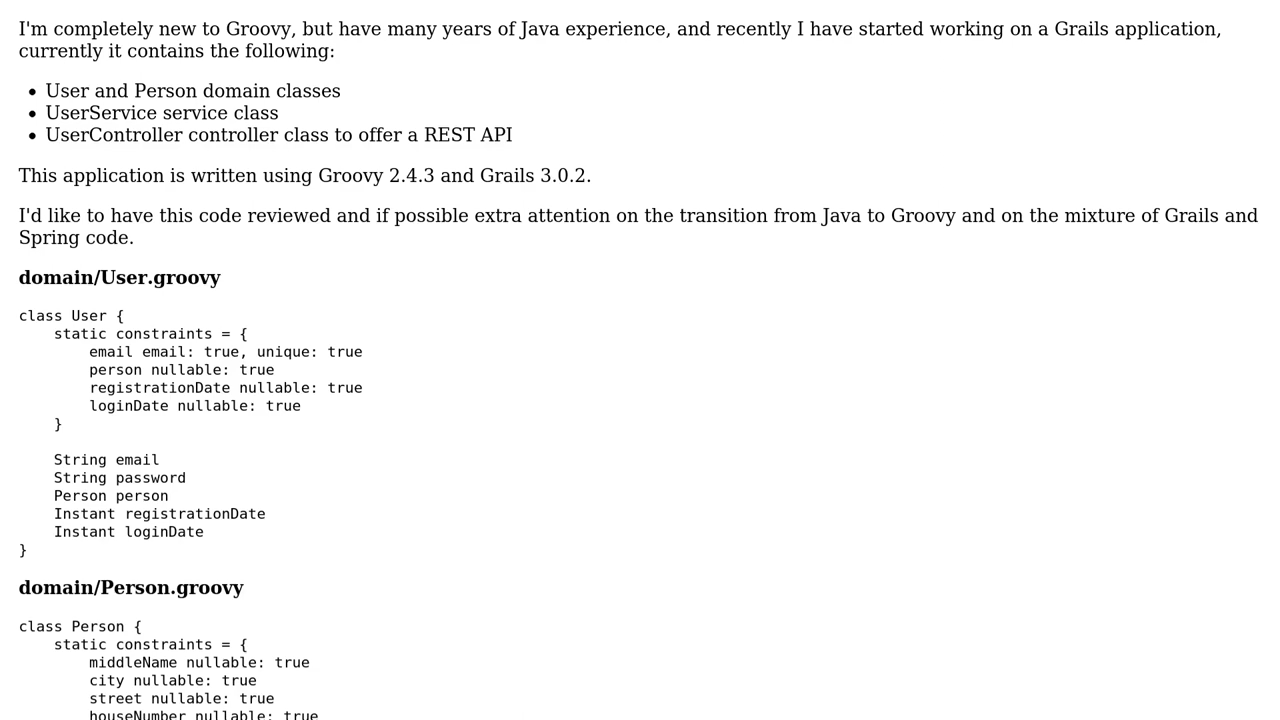 I'm completely new to Groovy, but have many years of Java experience, and recently I have started working on a Grails application,
currently it contains the following:
• User and Person domain classes
• UserService service class
• UserController controller class to offer a REST API
This application is written using Groovy 2.4.3 and Grails 3.0.2.
I'd like to have this code reviewed and if possible extra attention on the transition from Java to Groovy and on the mixture of Grails and
Spring code.
domain/User.groovy
class User {
    static constraints = {
        email email: true, unique: true
        person nullable: true
        registrationDate nullable: true
        loginDate nullable: true
    }
    String email
    String password
    Person person
    Instant registrationDate
    Instant loginDate
}
domain/Person.groovy
class Person {
    static constraints = {
        middleName nullable: true
        city nullable: true
        street nullable: true
        houseNumber nullable: true